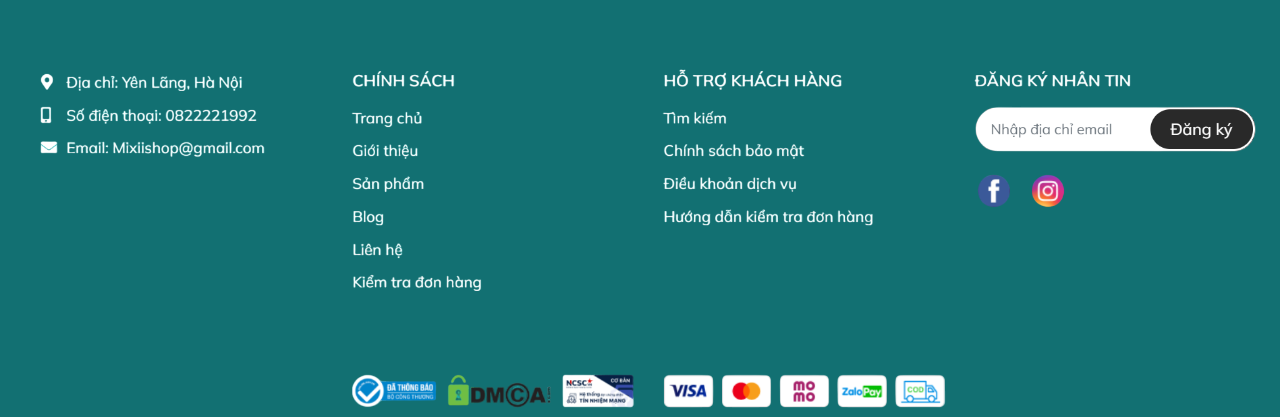 Địa chỉ: Yên Lãng, Hà Nội
Số điện thoại: 0822221992
Email: Mixiishop@gmail.com
CHÍNH SÁCH
Trang chủ
Giới thiệu
Sản phẩm
Blog
Liên hệ
Kiểm tra đơn hàng
HỖ TRỢ KHÁCH HÀNG
Tìm kiếm
Chính sách bảo mật
Điều khoản dịch vụ
Hướng dẫn kiểm tra đơn hàng
ĐĂNG KÝ NHẬN TIN
Nhập địa chỉ email
Đăng ký
ĐÃ THÔNG BÁO
BỘ CÔNG THƯƠNG
DMCA
NCSC
CƠ BẢN
Hệ thống
TÍN NHIỆM MẠNG
VISA
mo
mo
Zalo Pay
COD